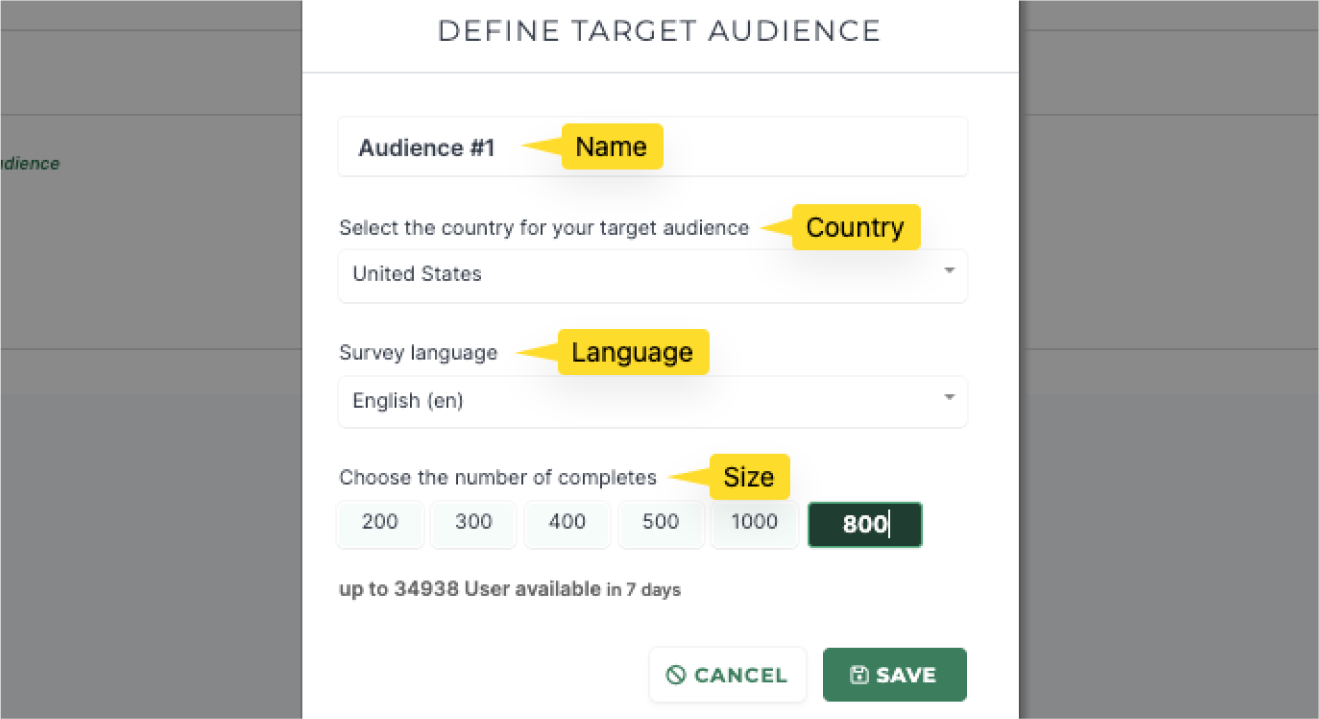 DEFINE TARGET AUDIENCE
Audience #1 Name
udience
Select the country for your target audience Country
United States
Survey language Language
English (en)
Choose the number of completes Size
200 300 400 500 1000 800
up to 34938 User available in 7 days
CANCEL SAVE